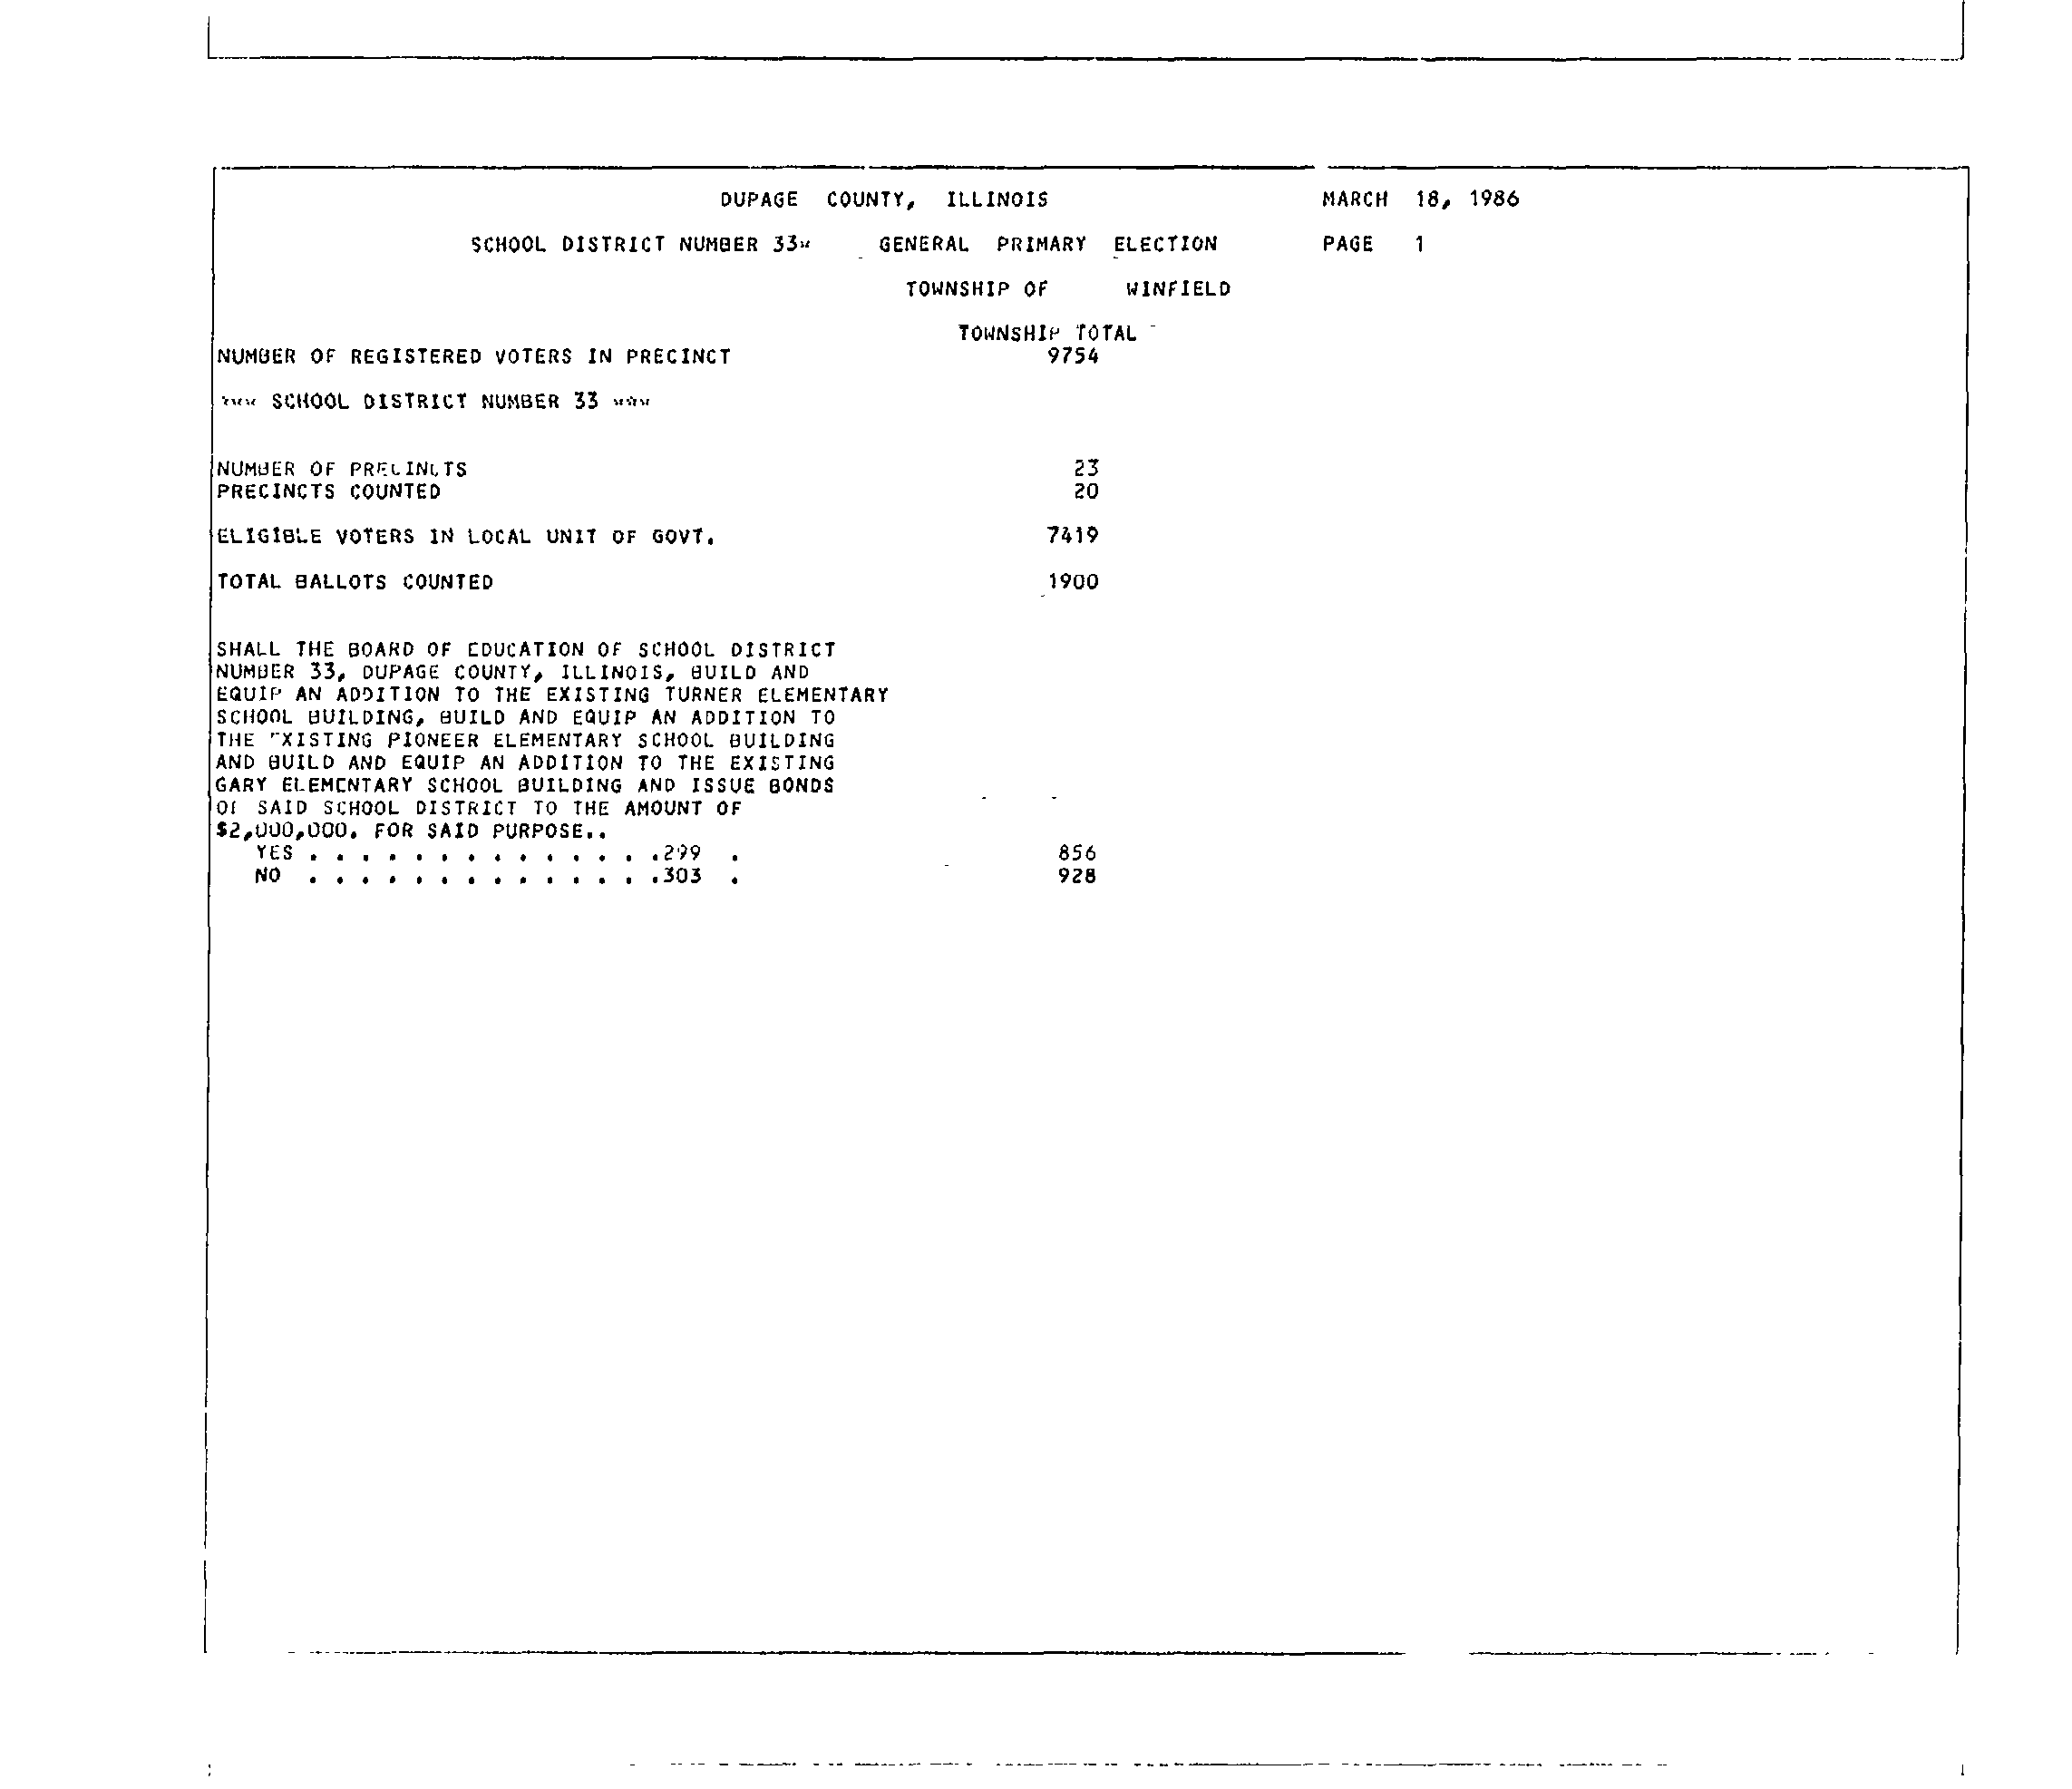 DUPAGE COUNTY, ILLINOIS MARCH 18, 1986
SCHOOL DISTRICT NUMBER 33* GENERAL PRIMARY ELECTION PAGE 1
TOWNSHIP OF WINFIELD
TOWNSHIP TOTAL
NUMBER OF REGISTERED VOTERS IN PRECINCT 9754
*** SCHOOL DISTRICT NUMBER 33 ***
NUMBER OF PRECINCTS 23
PRECINCTS COUNTED 20
ELIGIBLE VOTERS IN LOCAL UNIT OF GOVT. 7419
TOTAL BALLOTS COUNTED 1900
SHALL THE BOARD OF EDUCATION OF SCHOOL DISTRICT
NUMBER 33, DUPAGE COUNTY, ILLINOIS, BUILD AND
EQUIP AN ADDITION TO THE EXISTING TURNER ELEMENTARY
SCHOOL BUILDING, BUILD AND EQUIP AN ADDITION TO
THE EXISTING PIONEER ELEMENTARY SCHOOL BUILDING
AND BUILD AND EQUIP AN ADDITION TO THE EXISTING
GARY ELEMENTARY SCHOOL BUILDING AND ISSUE BONDS
OF SAID SCHOOL DISTRICT TO THE AMOUNT OF
$2,000,000. FOR SAID PURPOSE..
YES . . . . . . . . . . . . . .299 . 856
NO . . . . . . . . . . . . . .303 . 928